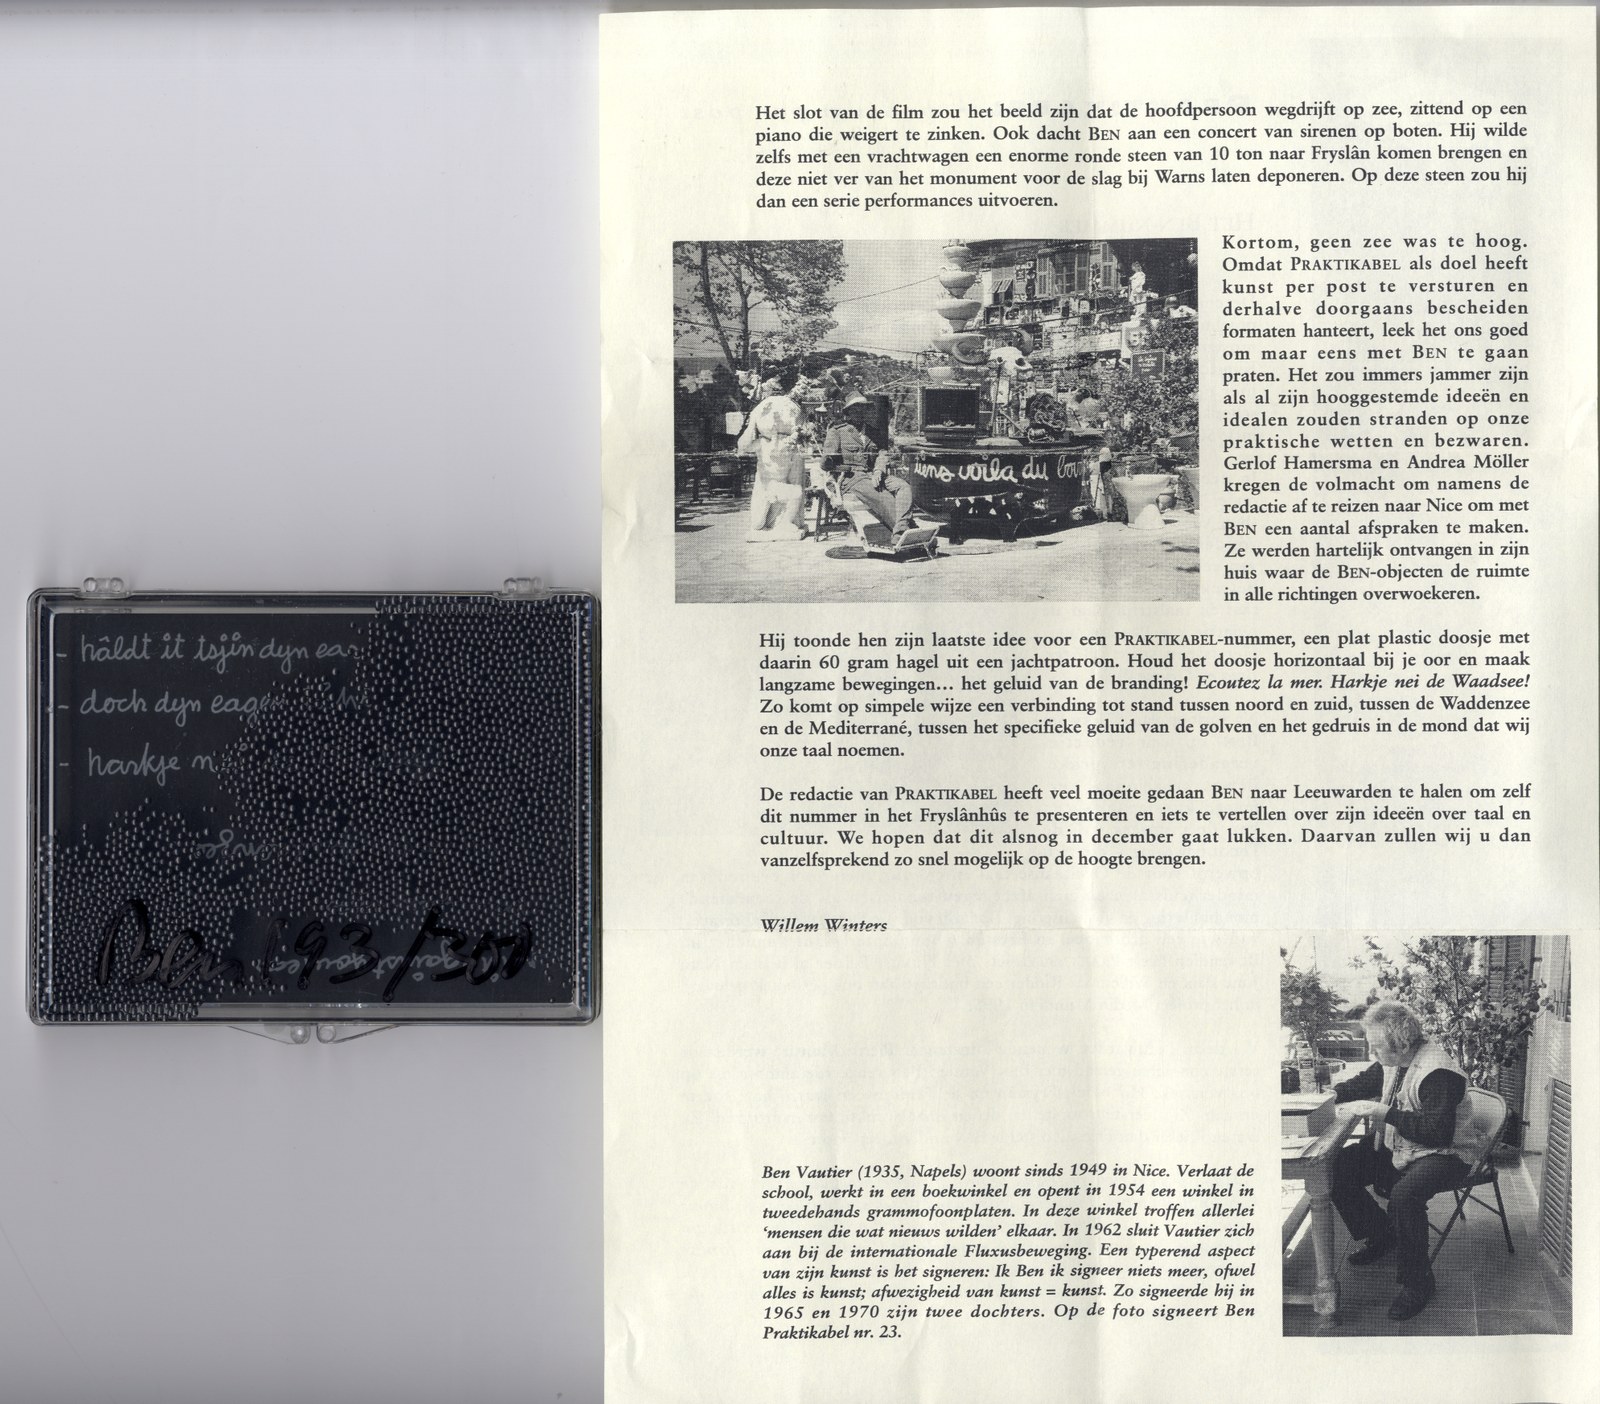 - hâldt it tsjin dyn ear
- doch dyn eagen
- harkje n
Ben 193/300
Het slot van de film zou het beeld zijn dat de hoofdpersoon wegdrijft op zee, zittend op een
piano die weigert te zinken. Ook dacht BEN aan een concert van sirenen op boten. Hij wilde
zelfs met een vrachtwagen een enorme ronde steen van 10 ton naar Fryslân komen brengen en
deze niet ver van het monument voor de slag bij Warns laten deponeren. Op deze steen zou hij
dan een serie performances uitvoeren.
tiens voila du bou
Kortom, geen zee was te hoog.
Omdat PRAKTIKABEL als doel heeft
kunst per post te versturen en
derhalve doorgaans bescheiden
formaten hanteert, leek het ons goed
om maar eens met BEN te gaan
praten. Het zou immers jammer zijn
als al zijn hooggestemde ideeën en
idealen zouden stranden op onze
praktische wetten en bezwaren.
Gerlof Hamersma en Andrea Möller
kregen de volmacht om namens de
redactie af te reizen naar Nice om met
BEN een aantal afspraken te maken.
Ze werden hartelijk ontvangen in zijn
huis waar de BEN-objecten de ruimte
in alle richtingen overwoekeren.
Hij toonde hen zijn laatste idee voor een PRAKTIKABEL-nummer, een plat plastic doosje met
daarin 60 gram hagel uit een jachtpatroon. Houd het doosje horizontaal bij je oor en maak
langzame bewegingen... het geluid van de branding! Ecoutez la mer. Harkje nei de Waadsee!
Zo komt op simpele wijze een verbinding tot stand tussen noord en zuid, tussen de Waddenzee
en de Mediterrané, tussen het specifieke geluid van de golven en het gedruis in de mond dat wij
onze taal noemen.
De redactie van PRAKTIKABEL heeft veel moeite gedaan BEN naar Leeuwarden te halen om zelf
dit nummer in het Fryslânhûs te presenteren en iets te vertellen over zijn ideeën over taal en
cultuur. We hopen dat dit alsnog in december gaat lukken. Daarvan zullen wij u dan
vanzelfsprekend zo snel mogelijk op de hoogte brengen.
Willem Winters
Ben Vautier (1935, Napels) woont sinds 1949 in Nice. Verlaat de
school, werkt in een boekwinkel en opent in 1954 een winkel in
tweedehands grammofoonplaten. In deze winkel troffen allerlei
'mensen die wat nieuws wilden' elkaar. In 1962 sluit Vautier zich
aan bij de internationale Fluxusbeweging. Een typerend aspect
van zijn kunst is het signeren: Ik Ben ik signeer niets meer, ofwel
alles is kunst; afwezigheid van kunst = kunst. Zo signeerde hij in
1965 en 1970 zijn twee dochters. Op de foto signeert Ben
Praktikabel nr. 23.